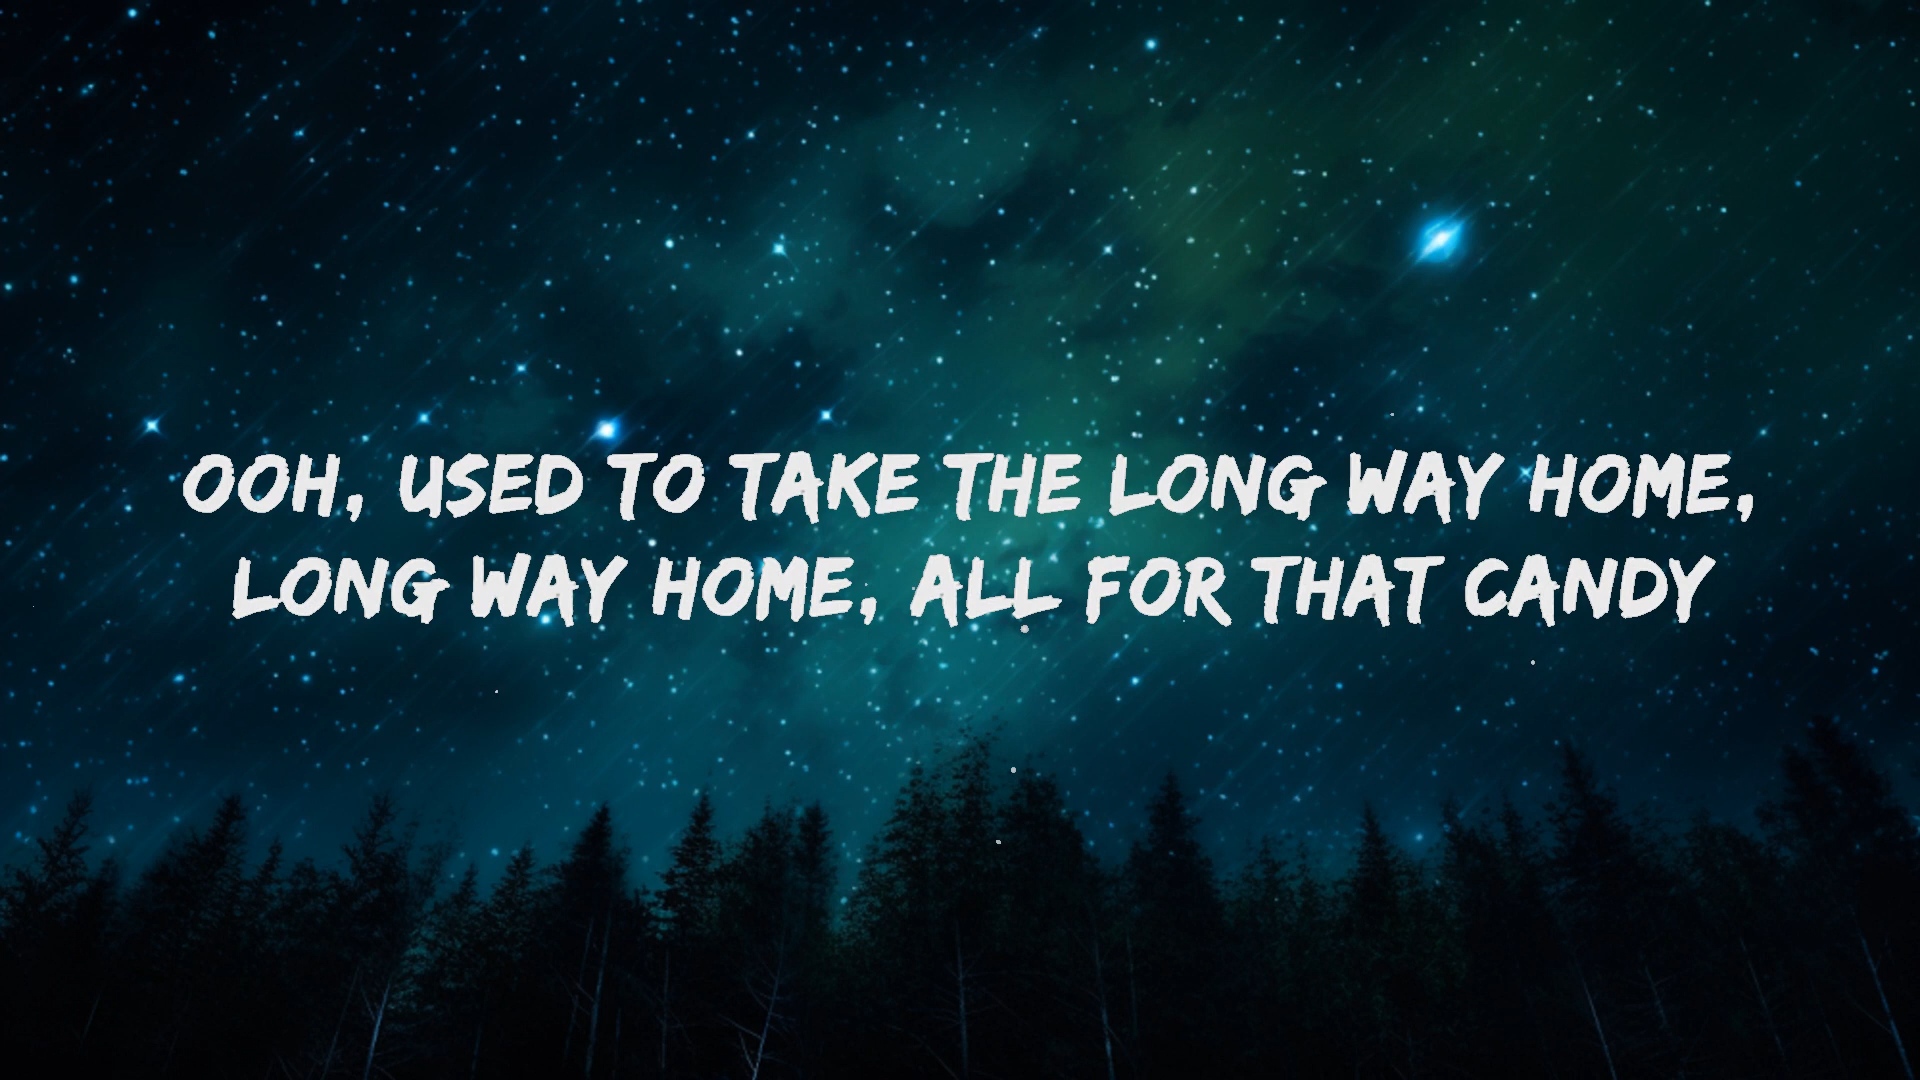 OOH, USED TO TAKE THE LONG WAY HOME,
LONG WAY HOME, ALL FOR THAT CANDY